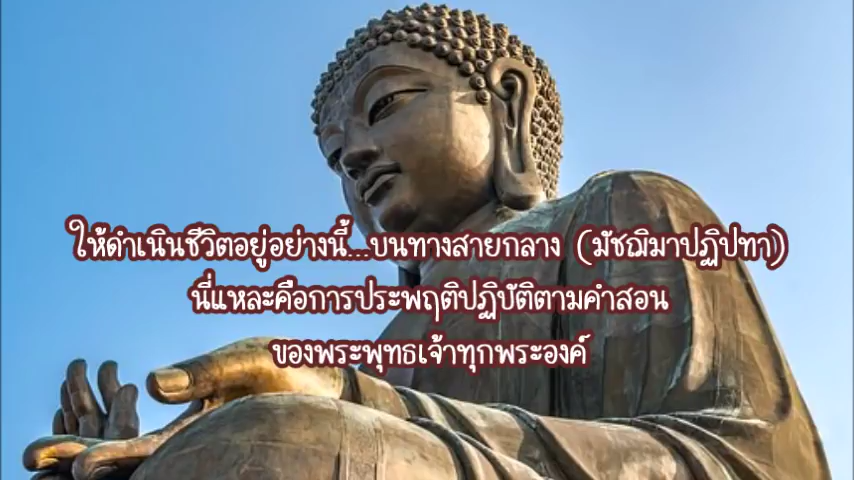 ให้ดำเนินชีวิตอยู่อย่างนี้...บนทางสายกลาง (มัชฌิมาปฏิปทา)
นี่แหละคือการประพฤติปฏิบัติตามคำสอน
ของพระพุทธเจ้าทุกพระองค์